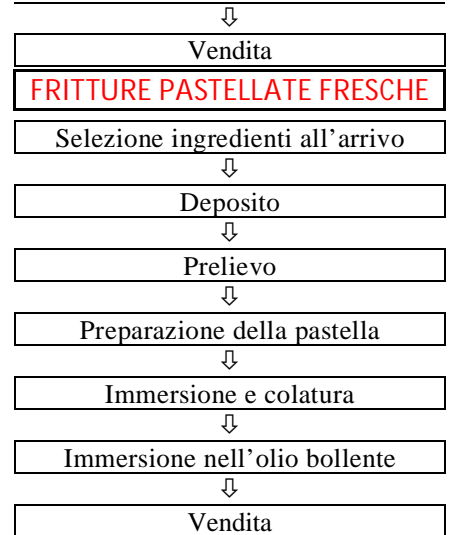 ⇩
Vendita
FRITTURE PASTELLATE FRESCHE
Selezione ingredienti all’arrivo
⇩
Deposito
⇩
Prelievo
⇩
Preparazione della pastella
⇩
Immersione e colatura
⇩
Immersione nell’olio bollente
⇩
Vendita